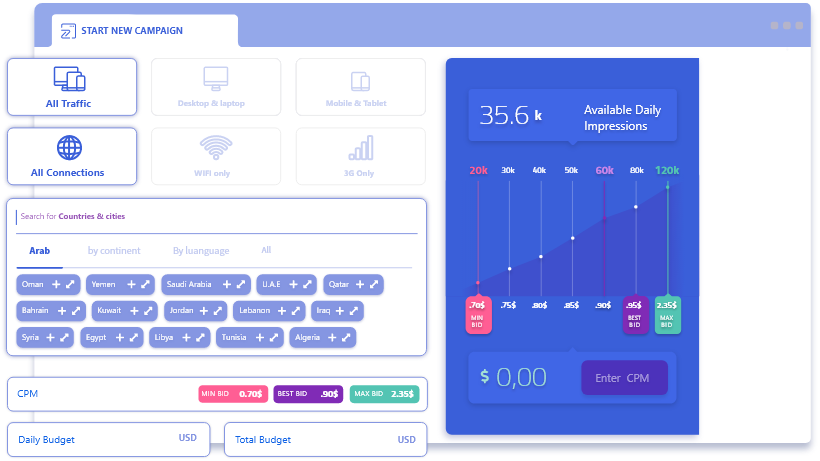 START NEW CAMPAIGN
All Traffic
Desktop & laptop
Mobile & Tablet
All Connections
WIFI only
3G Only
Search for Countries & cities
Arab
by continent
By luanguage
All
Oman
Yemen
Saudi Arabia
U.A.E
Qatar
Bahrain
Kuwait
Jordan
Lebanon
Iraq
Syria
Egypt
Libya
Tunisia
Algeria
CPM
MIN BID 0.70$
BEST BID .90$
MAX BID 2.35$
Daily Budget USD
Total Budget USD
35.6 k
Available Daily
Impressions
20k 30k 40k 50k 60k 80k 120k
.70$ .75$ .80$ .85$ .90$ .95$ 2.35$
MIN
BID
BEST
BID
MAX
BID
$ 0,00
Enter CPM